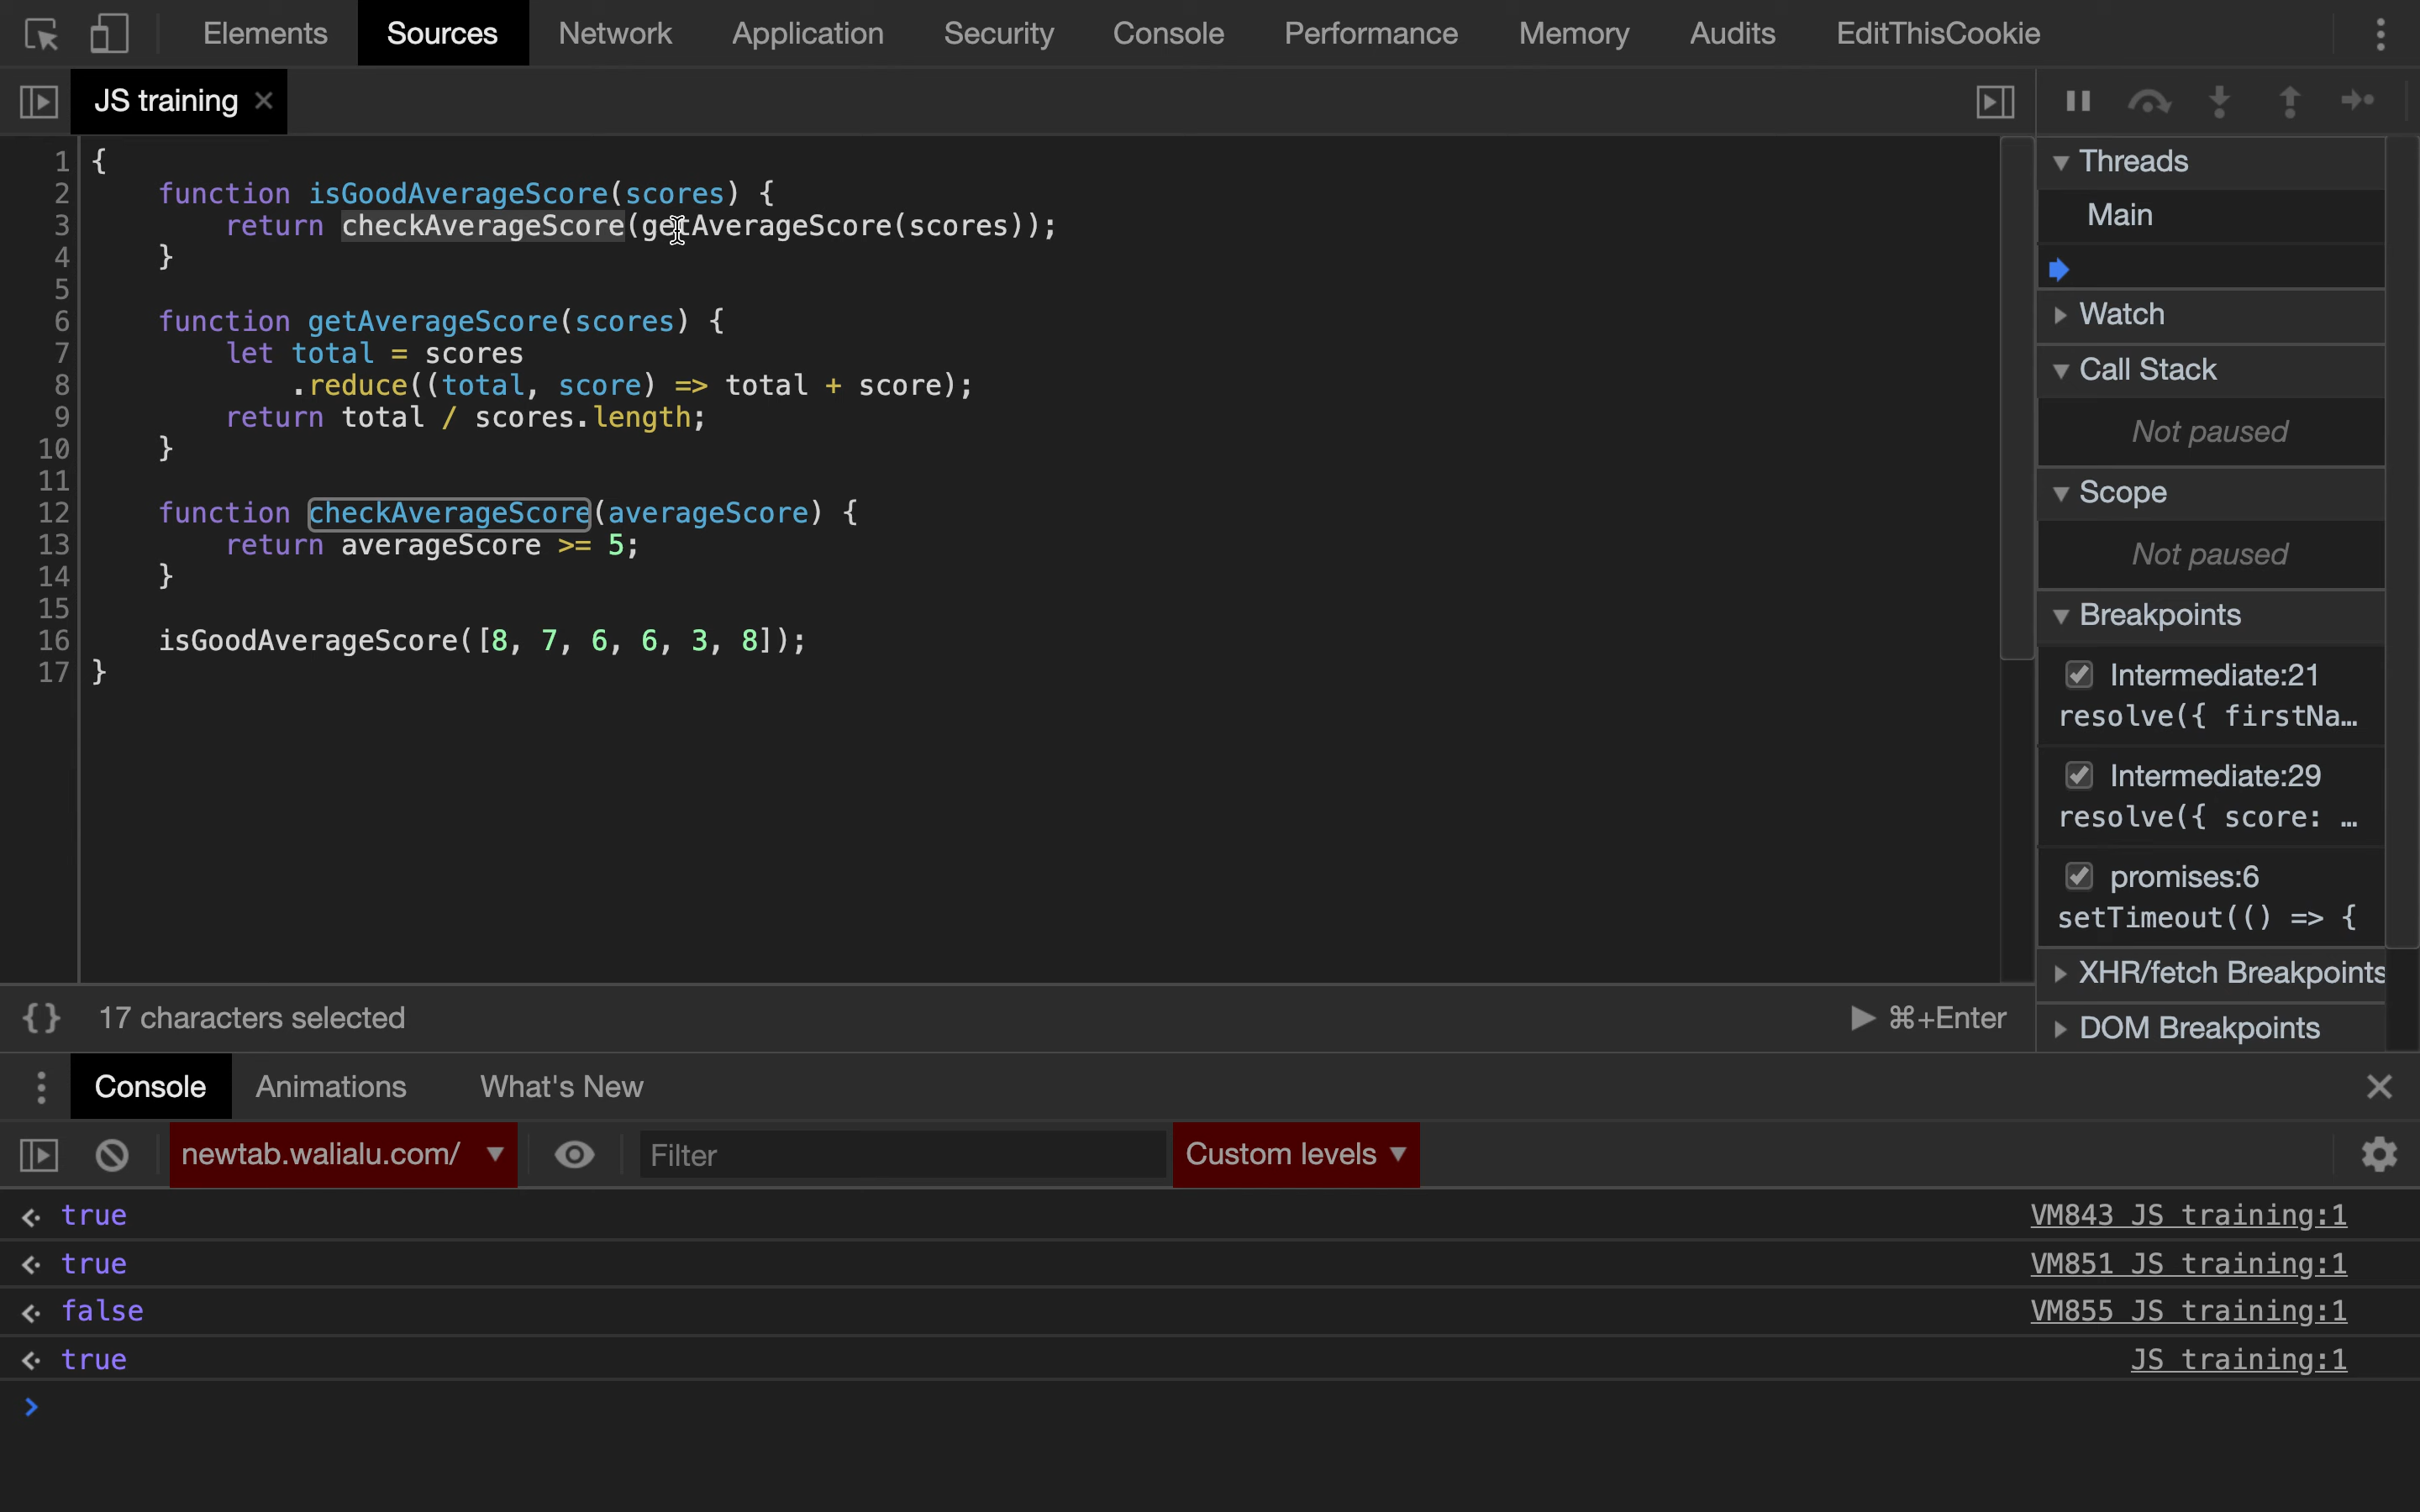 Elements Sources Network Application Security Console Performance Memory Audits EditThisCookie
JS training
1 {
2     function isGoodAverageScore(scores) {
3         return checkAverageScore(getAverageScore(scores));
4     }
5
6     function getAverageScore(scores) {
7         let total = scores
8             .reduce((total, score) => total + score);
9         return total / scores.length;
10     }
11
12     function checkAverageScore(averageScore) {
13         return averageScore >= 5;
14     }
15
16     isGoodAverageScore([8, 7, 6, 6, 3, 8]);
17 }
{} 17 characters selected ⌘+Enter
Threads
Main
Watch
Call Stack
Not paused
Scope
Not paused
Breakpoints
Intermediate:21
resolve({ firstNa…
Intermediate:29
resolve({ score: …
promises:6
setTimeout(() => {
XHR/fetch Breakpoints
DOM Breakpoints
Console Animations What's New
newtab.walialu.com/ Filter Custom levels
true VM843 JS training:1
true VM851 JS training:1
false VM855 JS training:1
true JS training:1